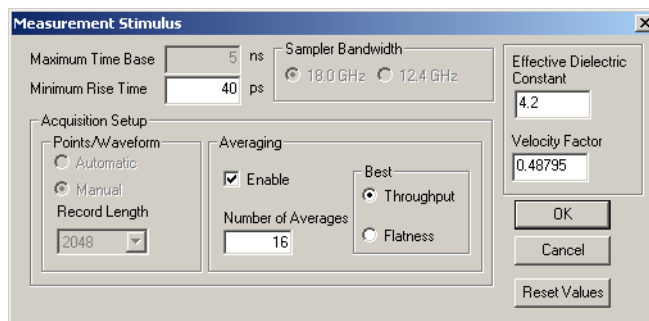 Measurement Stimulus
Maximum Time Base 5 ns
Minimum Rise Time 40 ps
Sampler Bandwidth
18.0 GHz 12.4 GHz
Effective Dielectric
Constant
4.2
Velocity Factor
0.48795
Acquisition Setup
Points/Waveform
Automatic
Manual
Record Length
2048
Averaging
Enable
Number of Averages
16
Best
Throughput
Flatness
OK
Cancel
Reset Values